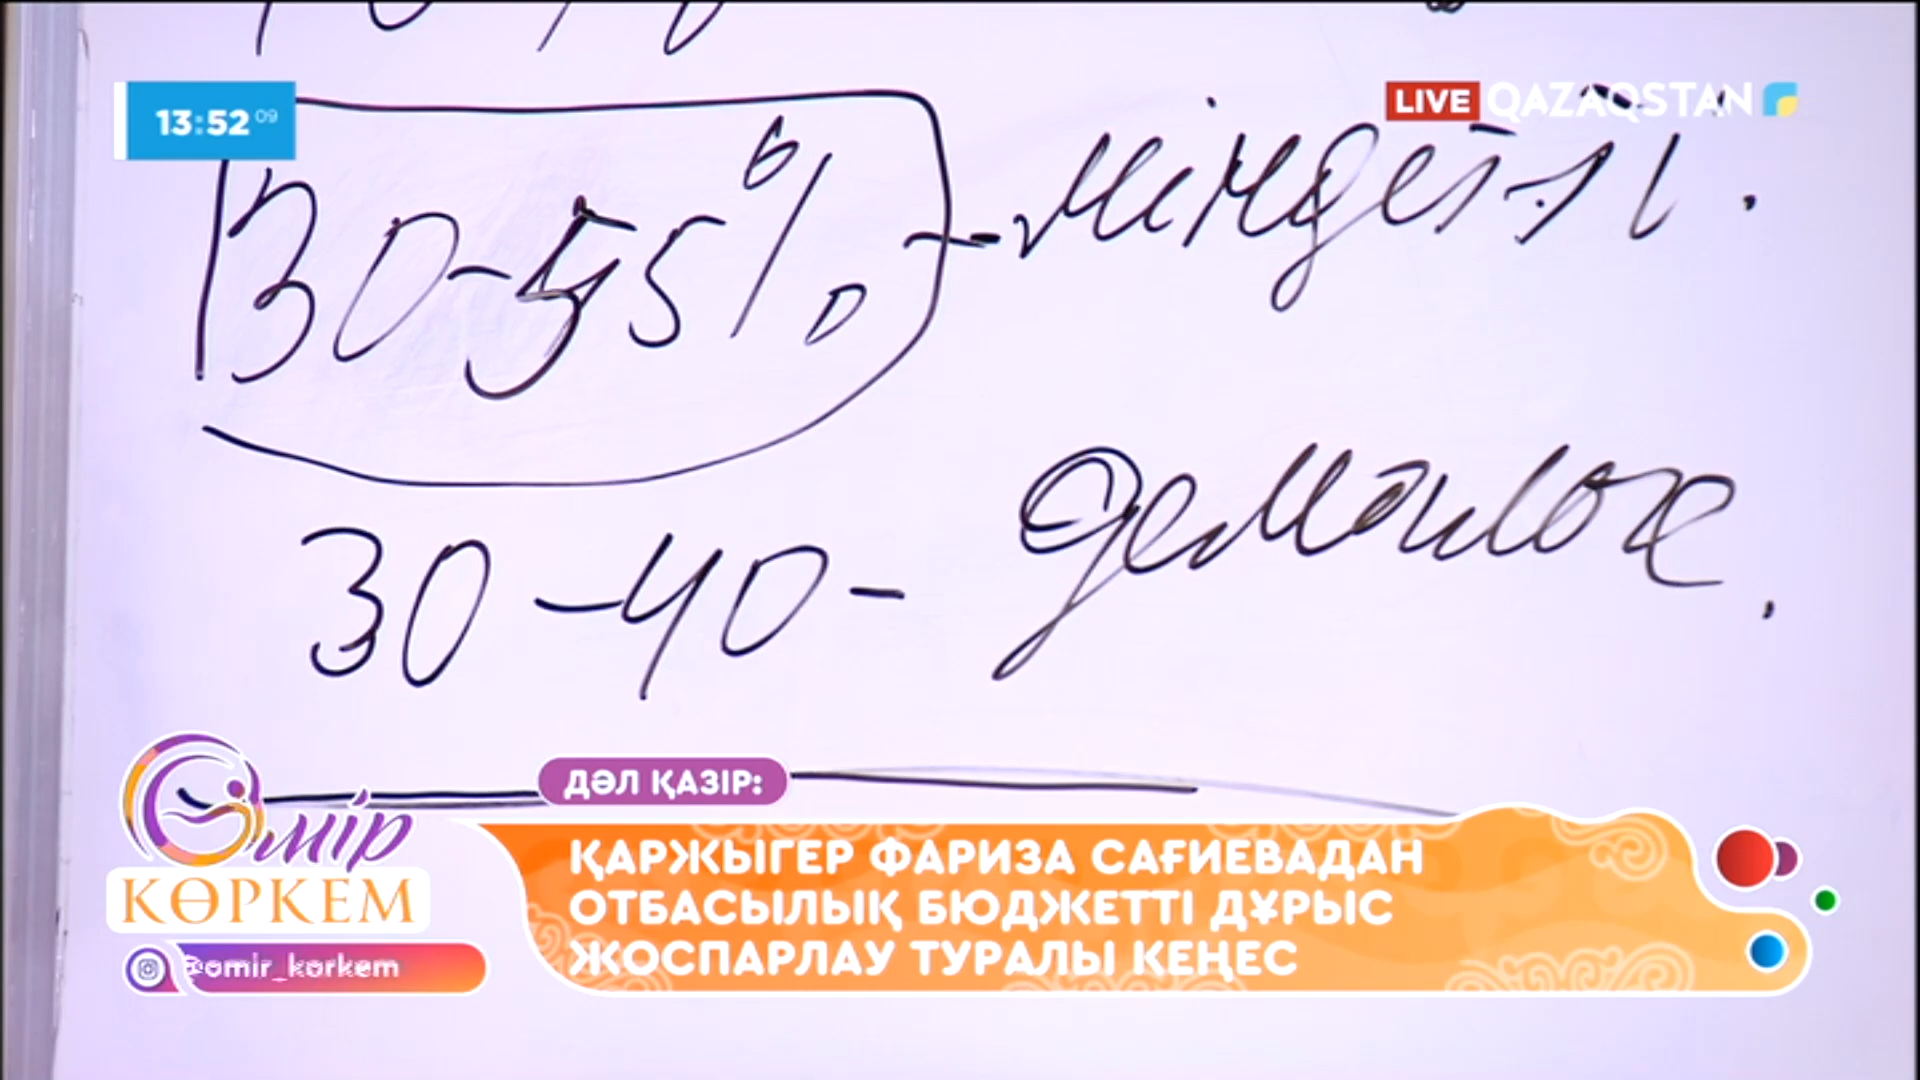 13:52 09
LIVE QAZAQSTAN
30-55% - міндетті.
30-40 -
ДӘЛ ҚАЗІР:
Өмір
КӨРКЕМ
@omir_korkem
ҚАРЖЫГЕР ФАРИЗА САҒИЕВАДАН
ОТБАСЫЛЫҚ БЮДЖЕТТІ ДҰРЫС
ЖОСПАРЛАУ ТУРАЛЫ КЕҢЕС